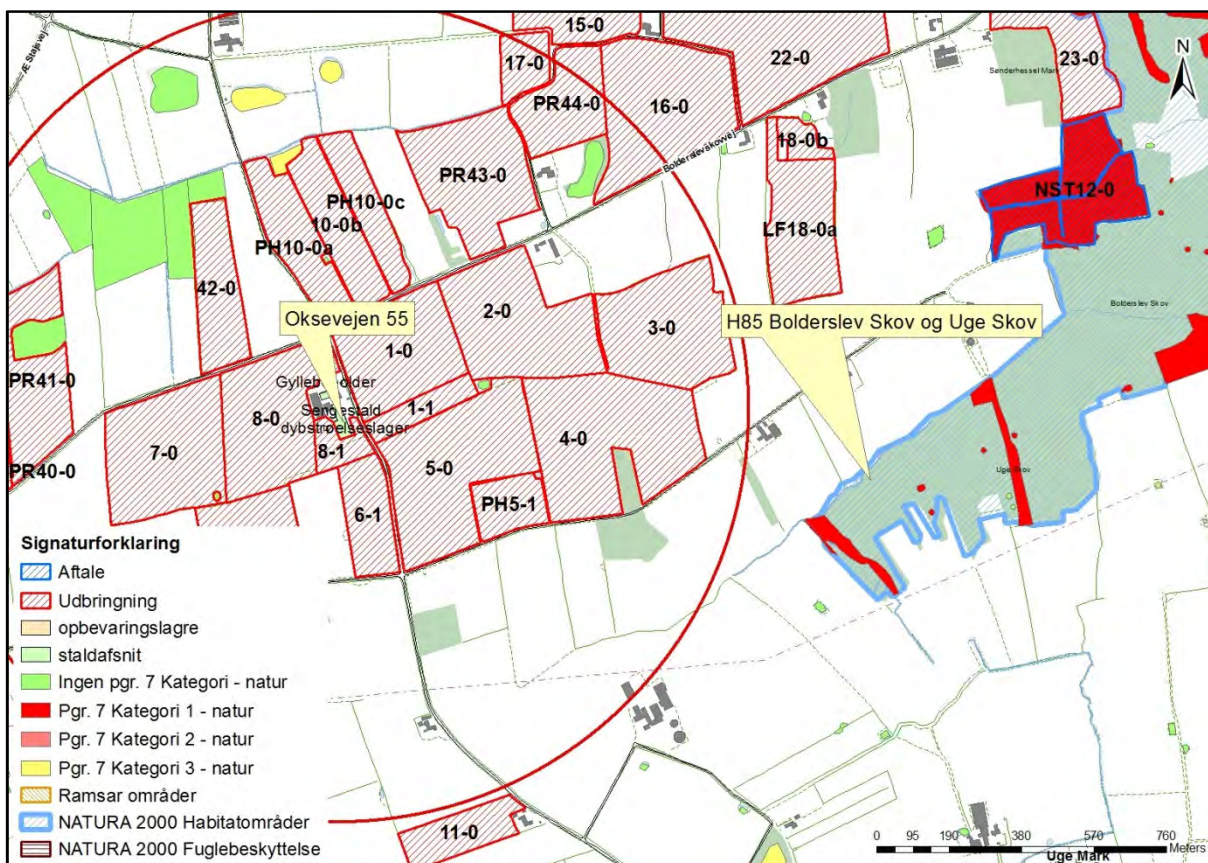 15-0
17-0
22-0
23-0
Sønderhessel Mark
N
PR44-0
16-0
Bolderslevskovvej
18-0b
PR43-0
NST12-0
PH10-0c
10-0b
PH10-0a
LF18-0a
42-0
2-0
3-0
Bolderslev Skov
Oksevejen 55
H85 Bolderslev Skov og Uge Skov
1-0
PR41-0
8-0
1-1
Sengestald
dybstrøelseslager
4-0
8-1
7-0
5-0
PR40-0
Uge Skov
PH5-1
6-1
Signaturforklaring
Aftale
Udbringning
opbevaringslagre
staldafsnit
Ingen pgr. 7 Kategori - natur
Pgr. 7 Kategori 1 - natur
Pgr. 7 Kategori 2 - natur
Pgr. 7 Kategori 3 - natur
Ramsar områder
NATURA 2000 Habitatområder
NATURA 2000 Fuglebeskyttelse
11-0
0 95 190 380 570 760
Meters
Uge Mark